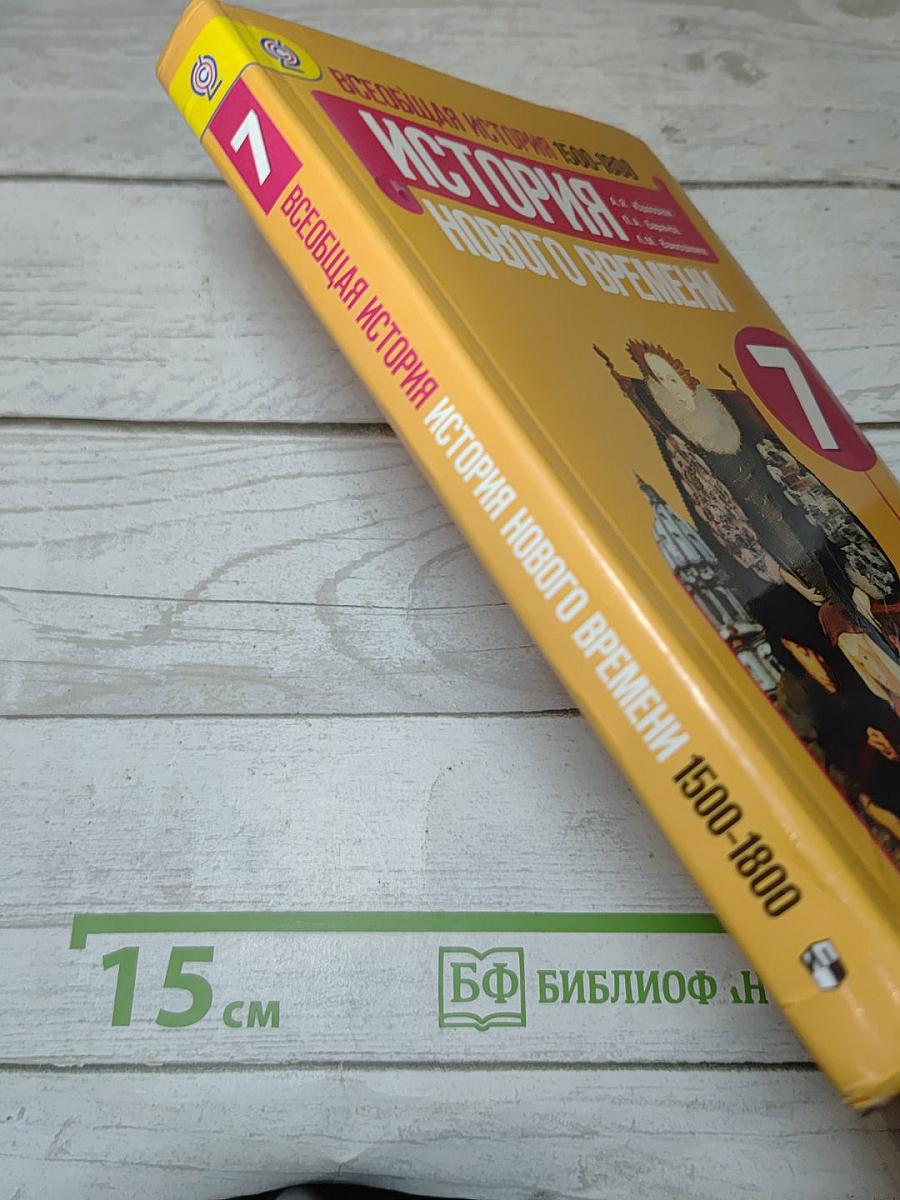 ВСЕОБЩАЯ ИСТОРИЯ 1500-1800
ИСТОРИЯ
НОВОГО ВРЕМЕНИ
7
7
ВСЕОБЩАЯ ИСТОРИЯ ИСТОРИЯ НОВОГО ВРЕМЕНИ 1500-1800
15 см
БФ